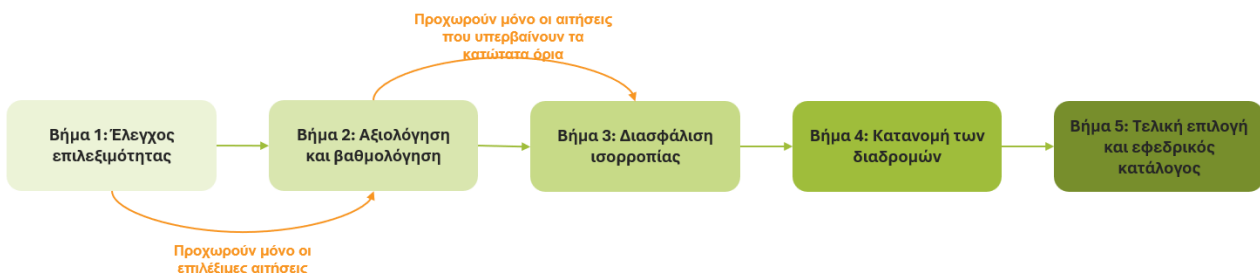 Προχωρούν μόνο οι αιτήσεις
που υπερβαίνουν τα
κατώτατα όρια
Βήμα 1: Έλεγχος
επιλεξιμότητας
Βήμα 2: Αξιολόγηση
και βαθμολόγηση
Βήμα 3: Διασφάλιση
ισορροπίας
Βήμα 4: Κατανομή των
διαδρομών
Βήμα 5: Τελική επιλογή
και εφεδρικός
κατάλογος
Προχωρούν μόνο οι
επιλέξιμες αιτήσεις